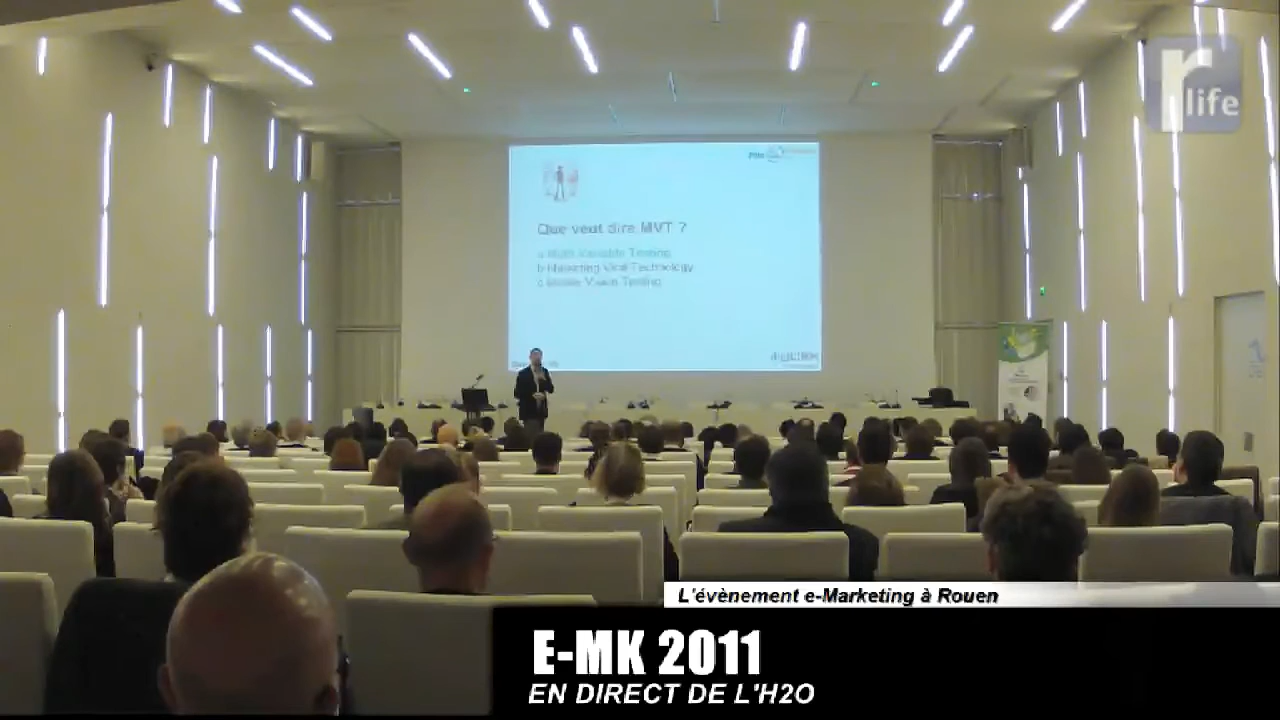 r
life
Que veut dire MVT ?
a Multi Variable Testing
b Marketing Viral Technology
c Mobile Vision Testing
L'évènement e-Marketing à Rouen
E-MK 2011
EN DIRECT DE L'H2O